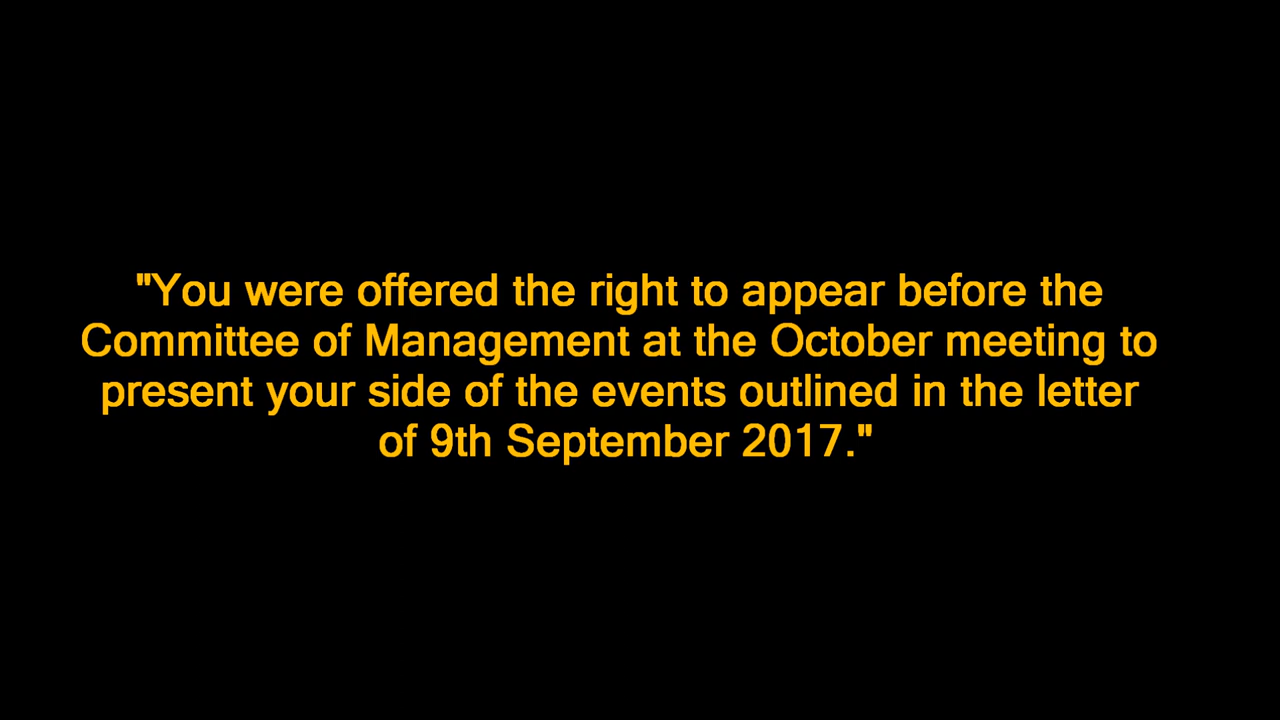 "You were offered the right to appear before the
Committee of Management at the October meeting to
present your side of the events outlined in the letter
of 9th September 2017."